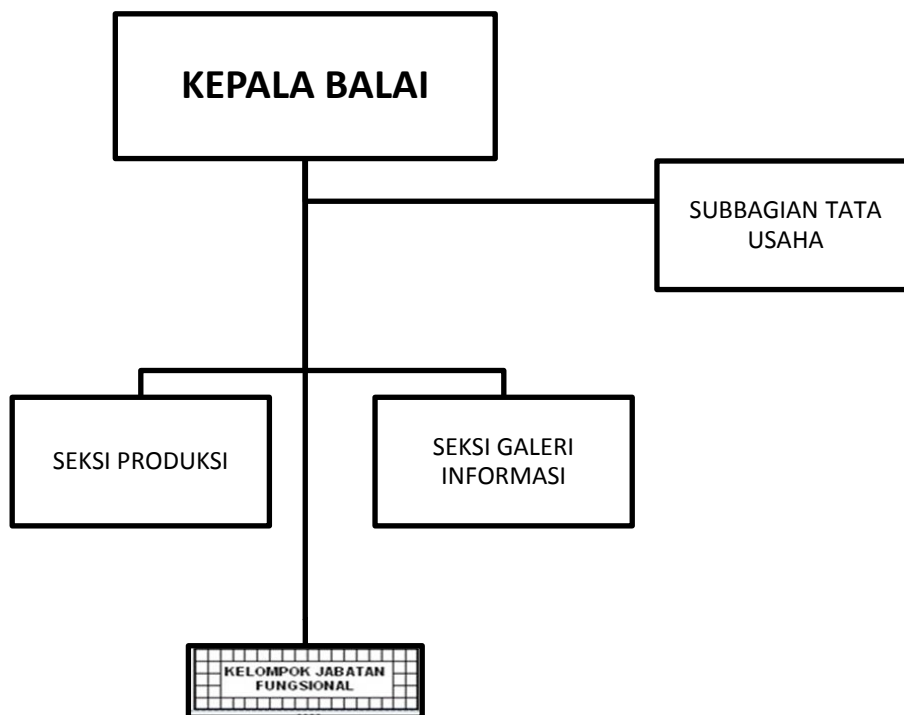 KEPALA BALAI
SUBBAGIAN TATA
USAHA
SEKSI PRODUKSI
SEKSI GALERI
INFORMASI
KELOMPOK JABATAN
FUNGSIONAL